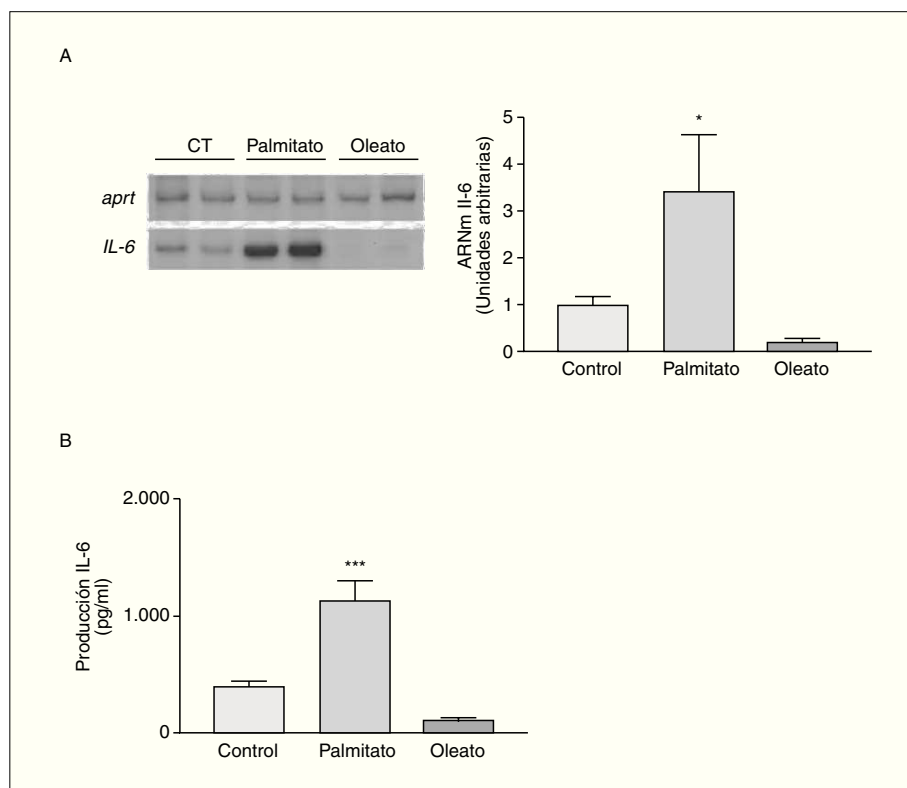 A
CT Palmitato Oleato
aprt
IL-6
ARNm Il-6
(Unidades arbitrarias)
5
4
3
2
1
0
*
Control Palmitato Oleato
B
Producción IL-6
(pg/ml)
2.000
1.000
0
***
Control Palmitato Oleato